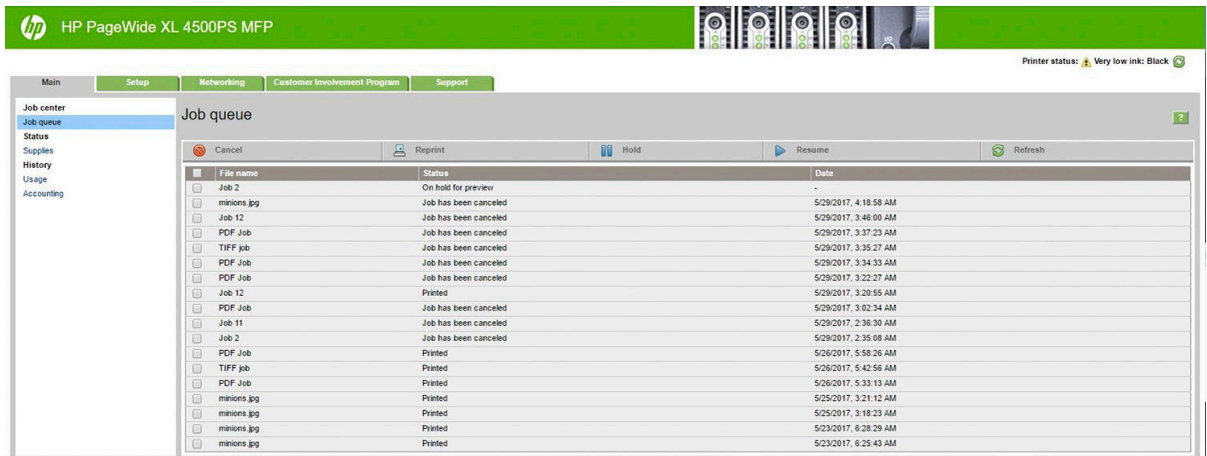 hp HP PageWide XL 4500PS MFP
Printer status: Very low ink: Black
Main Setup Networking Customer Involvement Program Support
Job center
Job queue
Status
Supplies
History
Usage
Accounting
Job queue
?
Cancel Reprint Hold Resume Refresh
File name Status Date
Job 2 On hold for preview -
minions.jpg Job has been canceled 5/29/2017, 4:18:58 AM
Job 12 Job has been canceled 5/29/2017, 3:46:00 AM
PDF Job Job has been canceled 5/29/2017, 3:37:23 AM
TIFF job Job has been canceled 5/29/2017, 3:35:27 AM
PDF Job Job has been canceled 5/29/2017, 3:34:33 AM
PDF Job Job has been canceled 5/29/2017, 3:22:27 AM
Job 12 Printed 5/29/2017, 3:20:55 AM
PDF Job Job has been canceled 5/29/2017, 3:02:34 AM
Job 11 Job has been canceled 5/29/2017, 2:36:30 AM
Job 2 Job has been canceled 5/29/2017, 2:35:08 AM
PDF Job Printed 5/26/2017, 5:58:26 AM
TIFF job Printed 5/26/2017, 5:42:56 AM
PDF Job Printed 5/26/2017, 5:33:13 AM
minions.jpg Printed 5/25/2017, 3:21:12 AM
minions.jpg Printed 5/25/2017, 3:18:23 AM
minions.jpg Printed 5/23/2017, 6:28:29 AM
minions.jpg Printed 5/23/2017, 6:25:43 AM